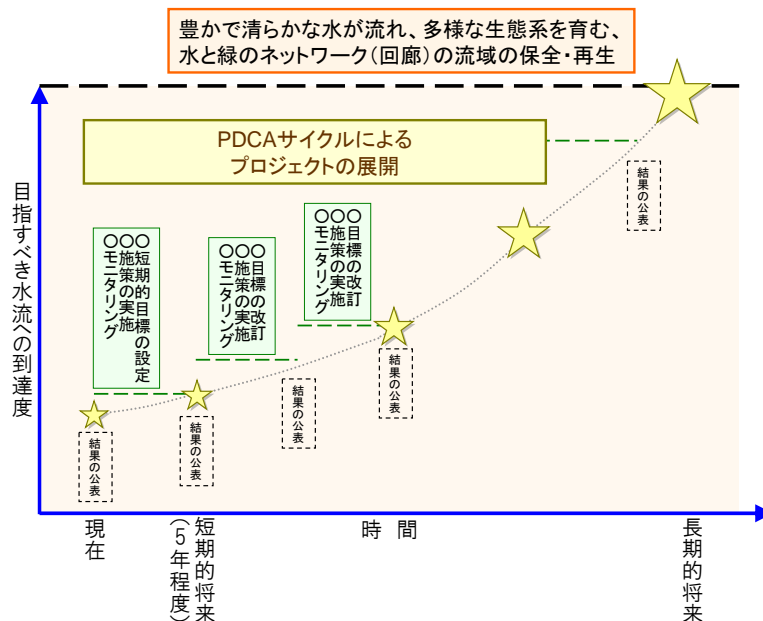 豊かで清らかな水が流れ、多様な生態系を育む、
水と緑のネットワーク（回廊）の流域の保全・再生
PDCAサイクルによる
プロジェクトの展開
目指すべき水流への到達度
〇短期的目標の設定
〇施策の実施
〇モニタリング
〇目標の改訂
〇施策の実施
〇モニタリング
〇目標の改訂
〇施策の実施
〇モニタリング
結果の公表
結果の公表
結果の公表
結果の公表
結果の公表
現在
短期的将来
（５年程度）
時間
長期的将来